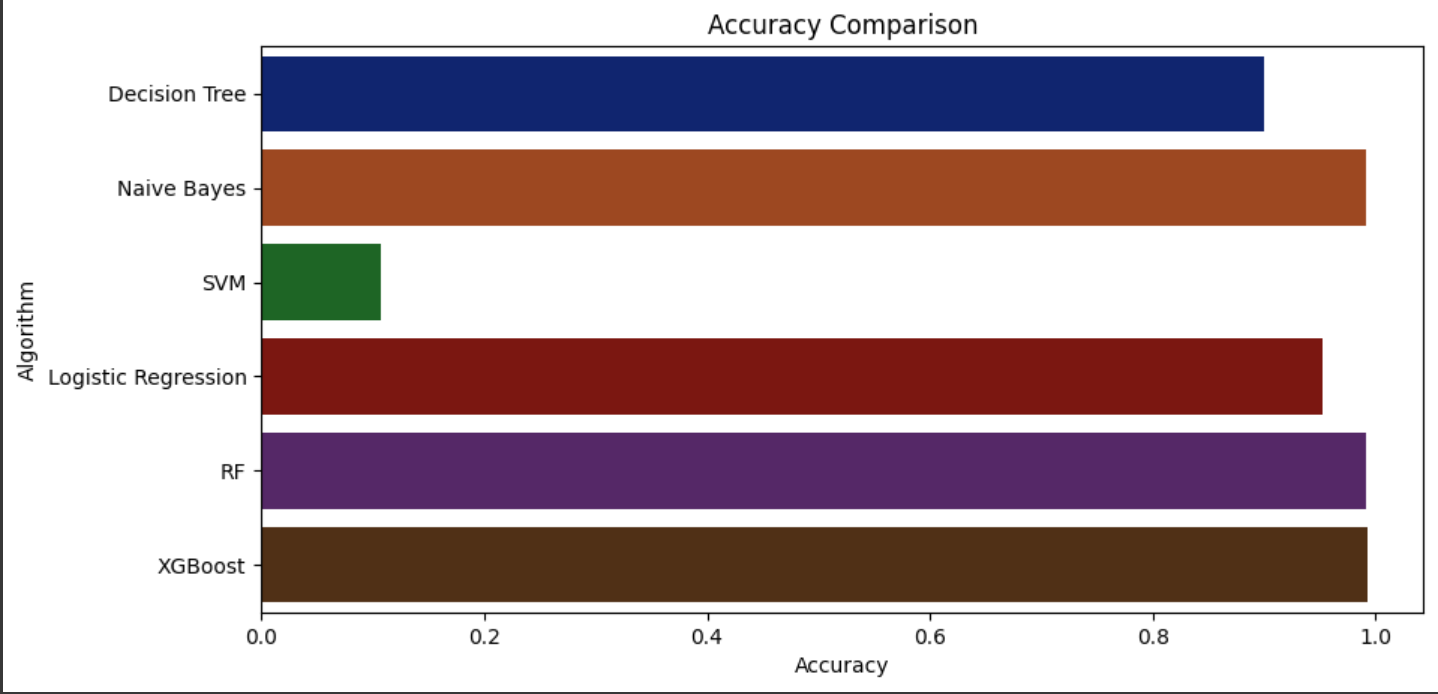 Accuracy Comparison
Algorithm
Decision Tree
Naive Bayes
SVM
Logistic Regression
RF
XGBoost
0.0 0.2 0.4 0.6 0.8 1.0
Accuracy